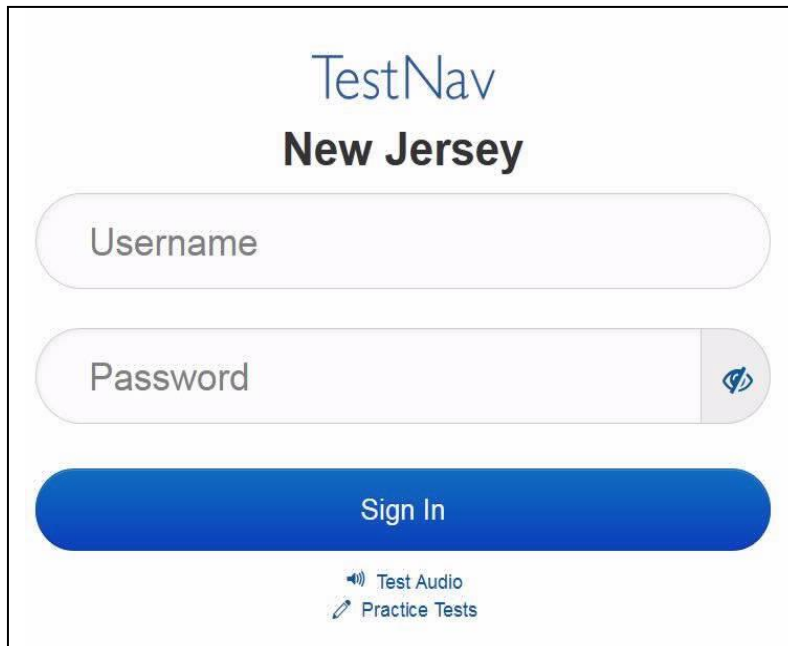 TestNav
New Jersey
Username
Password
Sign In
Test Audio
Practice Tests